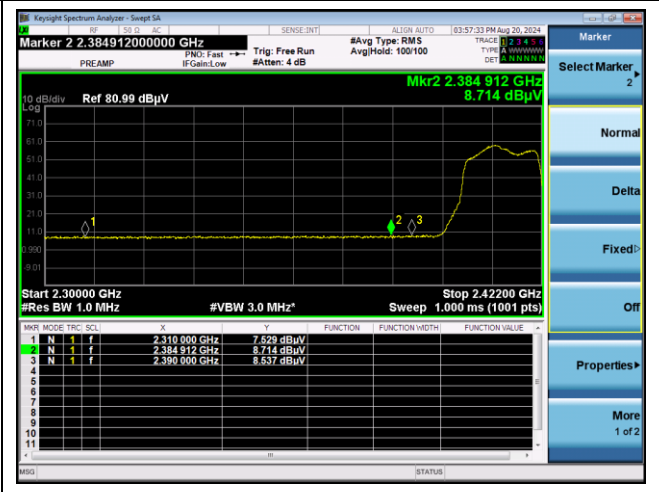 Keysight Spectrum Analyzer - Swept SA
RF 50 Ω AC SENSE:INT ALIGN AUTO 03:57:33 PM Aug 20, 2024
Marker 2 2.384912000000 GHz
PREAMP
PNO: Fast
IFGain:Low
Trig: Free Run
#Atten: 4 dB
#Avg Type: RMS
Avg|Hold: 100/100
TRACE 1 2 3 4 5 6
TYPE A WWWWW
DET A N N N N N
Mkr2 2.384 912 GHz
8.714 dBµV
10 dB/div Ref 80.99 dBµV
Log
71.0
61.0
51.0
41.0
31.0
21.0
11.0
0.990
-9.01
1
2
3
Start 2.30000 GHz Stop 2.42200 GHz
#Res BW 1.0 MHz #VBW 3.0 MHz* Sweep 1.000 ms (1001 pts)
MKR MODE TRC SCL X Y FUNCTION FUNCTION WIDTH FUNCTION VALUE
1 N 1 f 2.310 000 GHz 7.529 dBµV
2 N 1 f 2.384 912 GHz 8.714 dBµV
3 N 1 f 2.390 000 GHz 8.537 dBµV
4
5
6
7
8
9
10
11
MSG STATUS
Marker
Select Marker
2
Normal
Delta
Fixed
Off
Properties
More
1 of 2